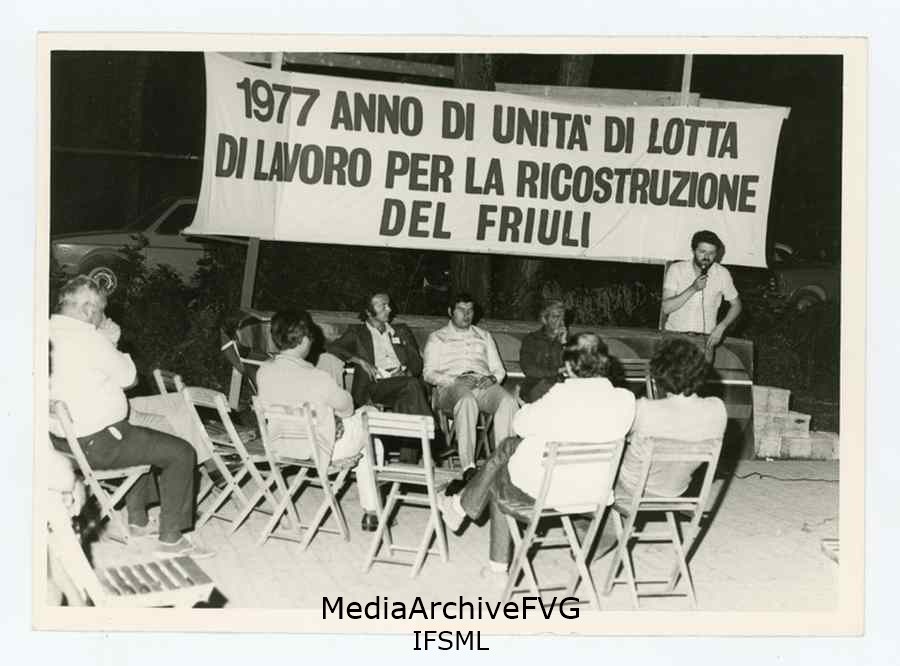 1977 ANNO DI UNITA' DI LOTTA
DI LAVORO PER LA RICOSTRUZIONE
DEL FRIULI
MediaArchiveFVG
IFSML